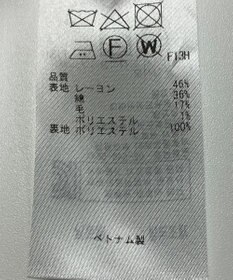 F W
F13H
品質
表地 レーヨン 46%
綿 36%
毛 17%
ポリエステル 1%
裏地 ポリエステル 100%
ベトナム製